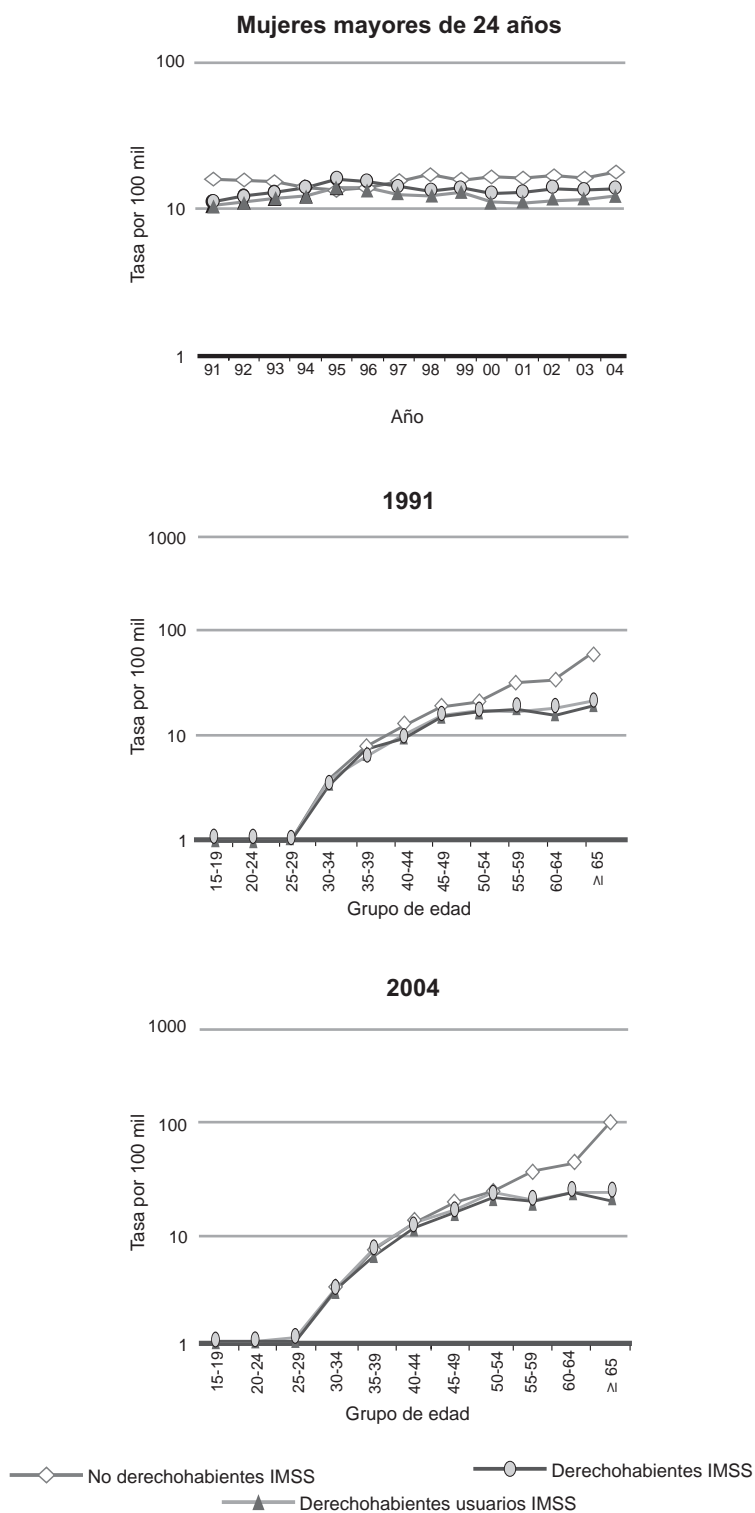 Mujeres mayores de 24 años
100
10
1
Tasa por 100 mil
91 92 93 94 95 96 97 98 99 00 01 02 03 04
Año
1991
1000
100
10
1
Tasa por 100 mil
15-19 20-24 25-29 30-34 35-39 40-44 45-49 50-54 55-59 60-64 ≥ 65
Grupo de edad
2004
1000
100
10
1
Tasa por 100 mil
15-19 20-24 25-29 30-34 35-39 40-44 45-49 50-54 55-59 60-64 ≥ 65
Grupo de edad
No derechohabientes IMSS
Derechohabientes IMSS
Derechohabientes usuarios IMSS